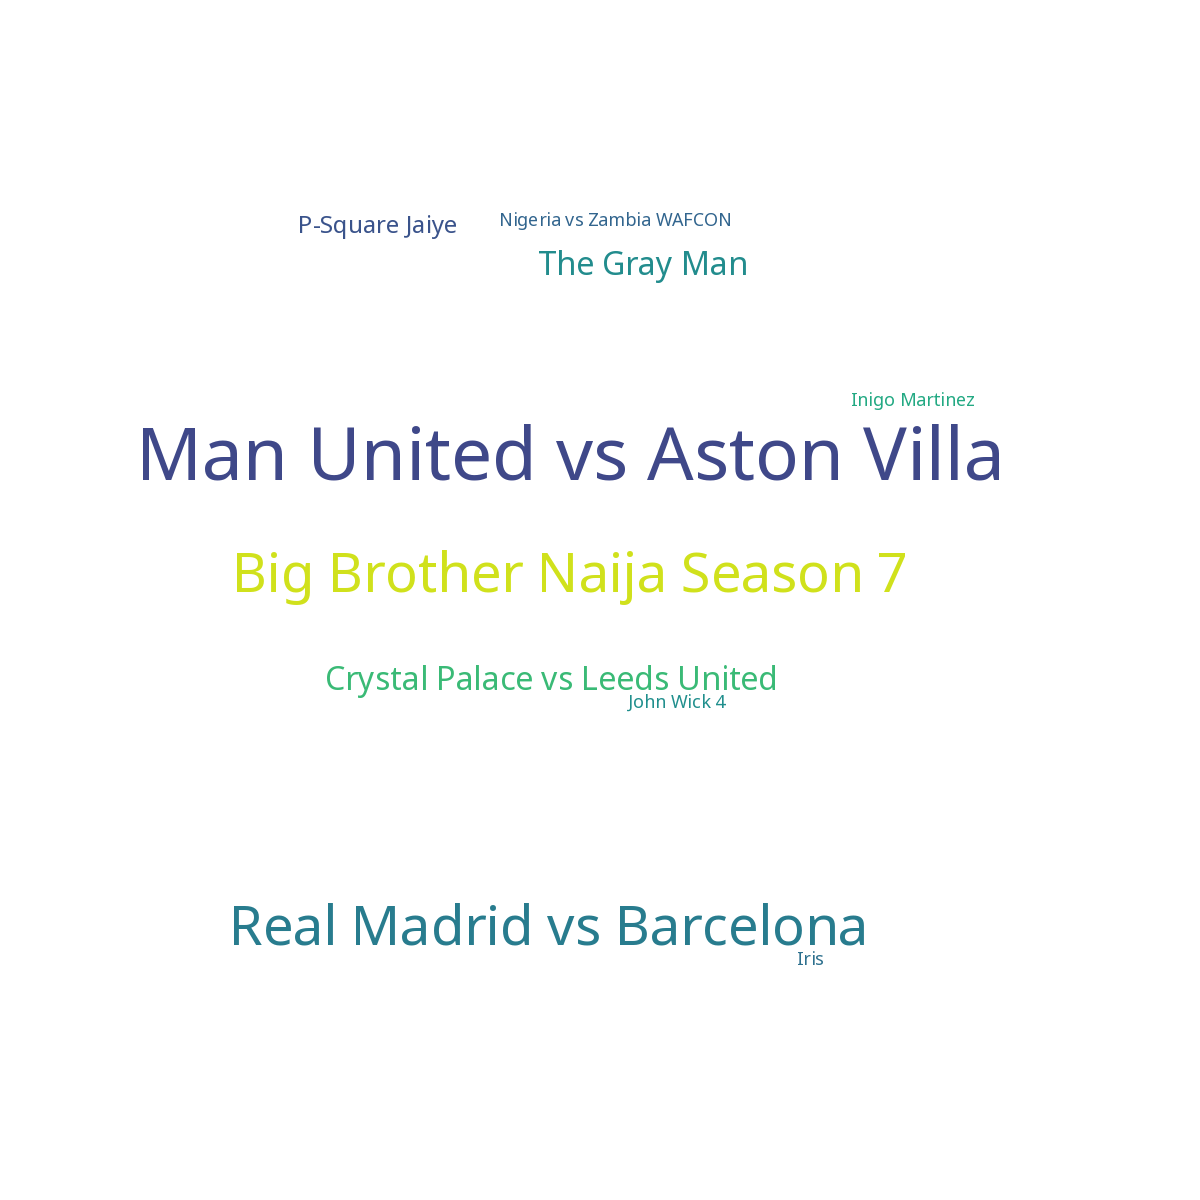 P-Square Jaiye
Nigeria vs Zambia WAFCON
The Gray Man
Inigo Martinez
Man United vs Aston Villa
Big Brother Naija Season 7
Crystal Palace vs Leeds United
John Wick 4
Real Madrid vs Barcelona
Iris